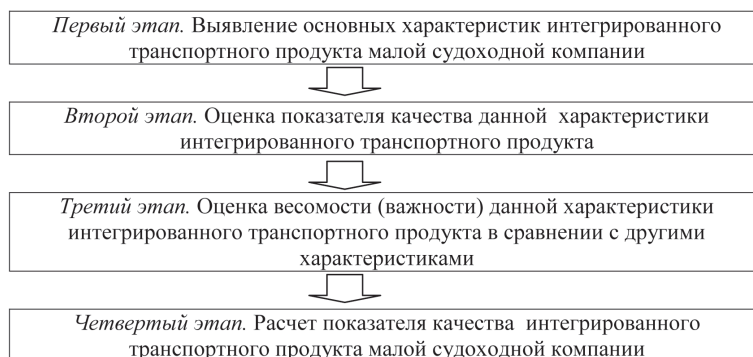 Первый этап. Выявление основных характеристик интегрированного
транспортного продукта малой судоходной компании
Второй этап. Оценка показателя качества данной характеристики
интегрированного транспортного продукта
Третий этап. Оценка весомости (важности) данной характеристики
интегрированного транспортного продукта в сравнении с другими
характеристиками
Четвертый этап. Расчет показателя качества интегрированного
транспортного продукта малой судоходной компании